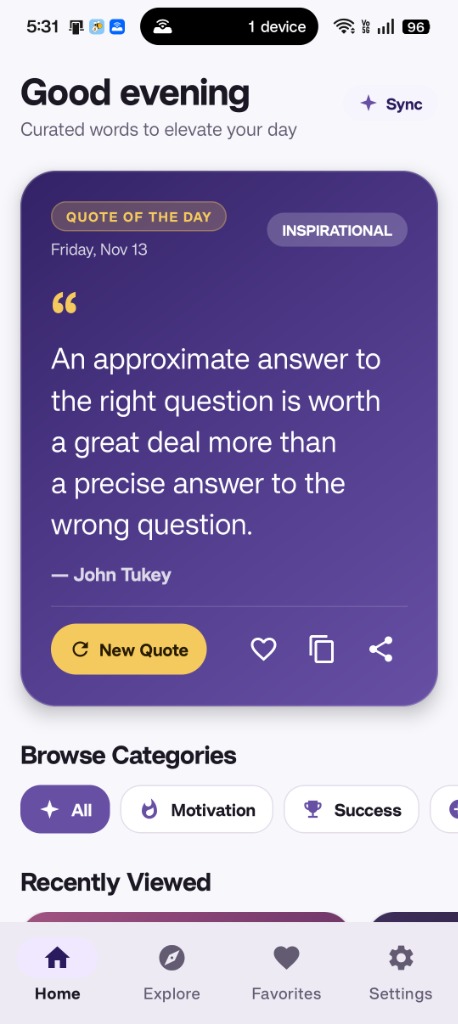 5:31
1 device
Vo
5G
96
Good evening
Curated words to elevate your day
Sync
QUOTE OF THE DAY
Friday, Nov 13
INSPIRATIONAL
“
An approximate answer to
the right question is worth
a great deal more than
a precise answer to the
wrong question.
— John Tukey
New Quote
Browse Categories
All
Motivation
Success
Recently Viewed
Home
Explore
Favorites
Settings